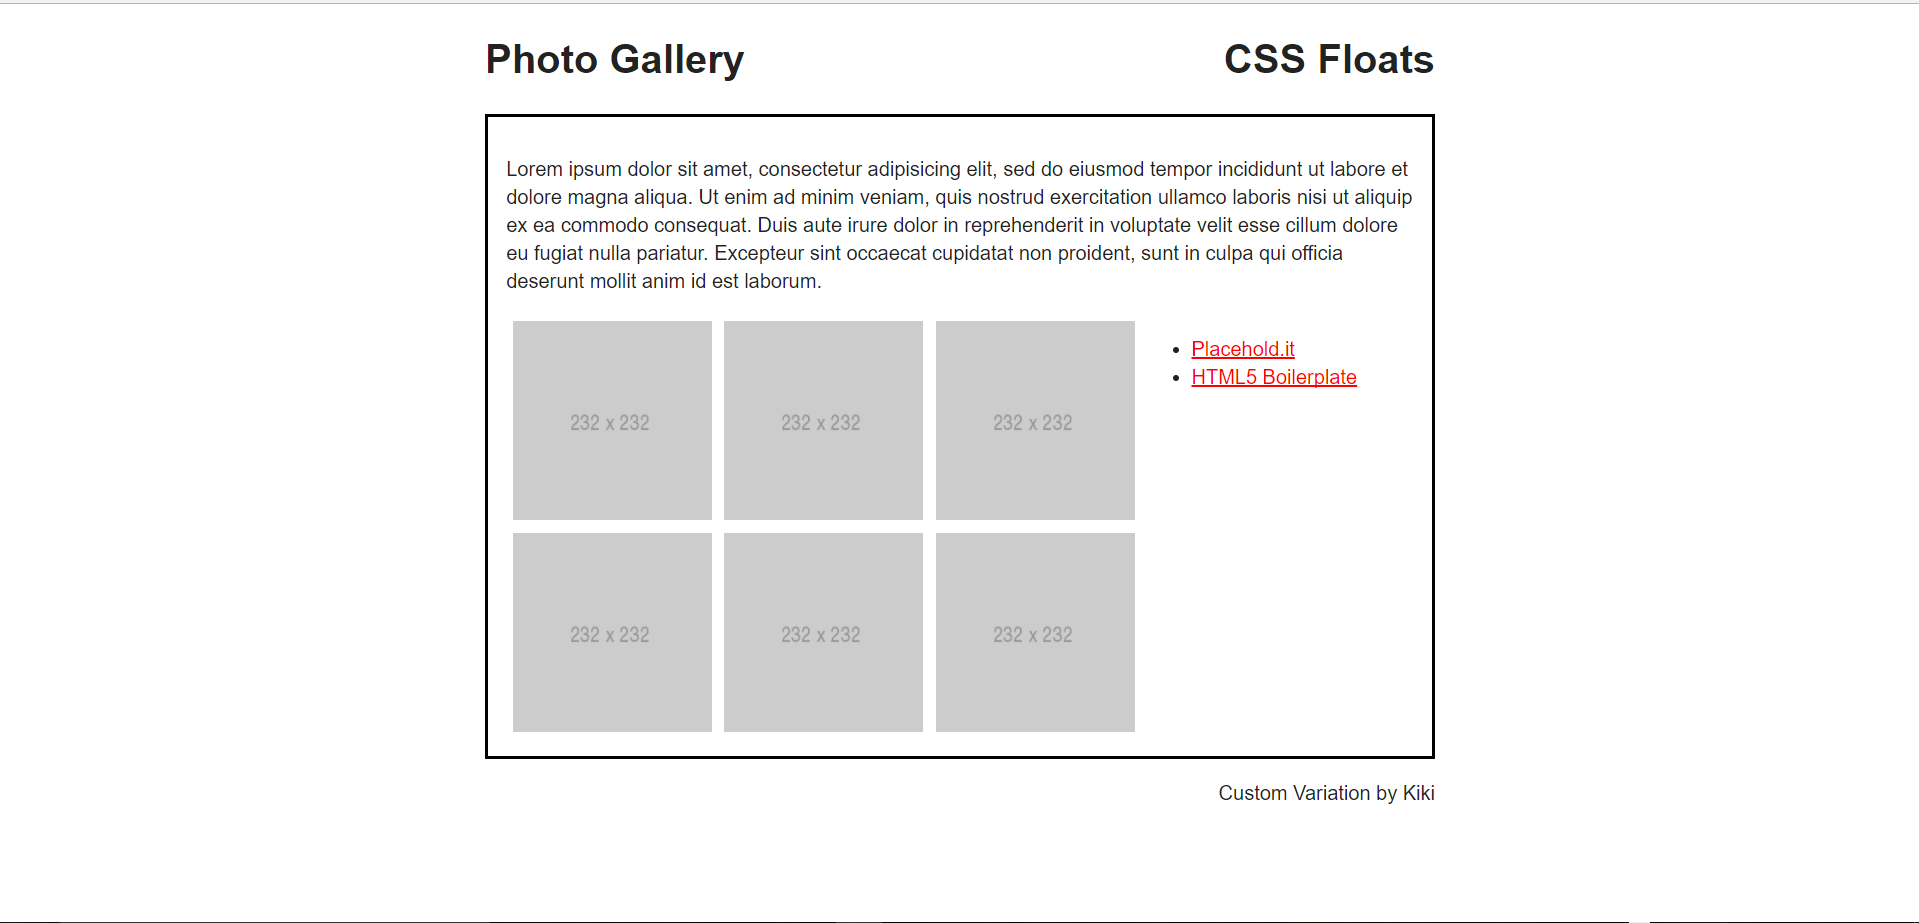 Photo Gallery
CSS Floats
Lorem ipsum dolor sit amet, consectetur adipisicing elit, sed do eiusmod tempor incididunt ut labore et
dolore magna aliqua. Ut enim ad minim veniam, quis nostrud exercitation ullamco laboris nisi ut aliquip
ex ea commodo consequat. Duis aute irure dolor in reprehenderit in voluptate velit esse cillum dolore
eu fugiat nulla pariatur. Excepteur sint occaecat cupidatat non proident, sunt in culpa qui officia
deserunt mollit anim id est laborum.
232 x 232
232 x 232
232 x 232
Placehold.it
HTML5 Boilerplate
232 x 232
232 x 232
232 x 232
Custom Variation by Kiki